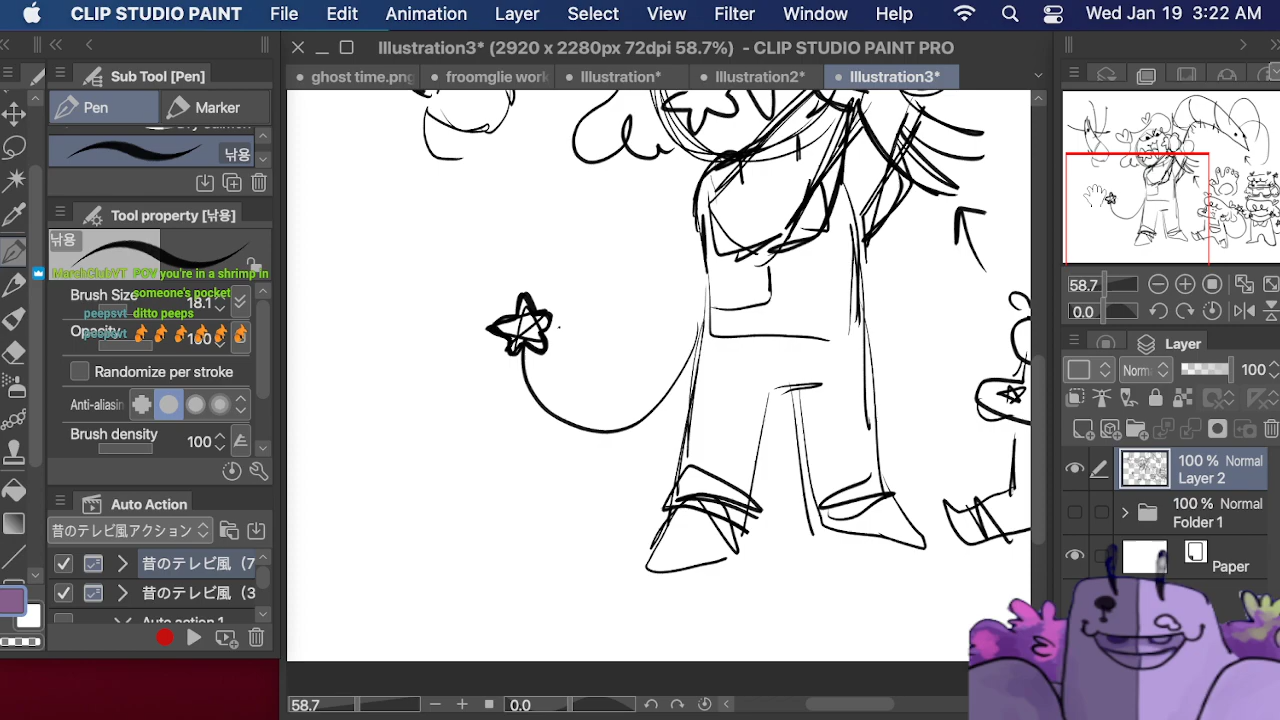 CLIP STUDIO PAINT File Edit Animation Layer Select View Filter Window Help Wed Jan 19 3:22 AM
Illustration3* (2920 x 2280px 72dpi 58.7%) - CLIP STUDIO PAINT PRO
Sub Tool [Pen]
ghost time.png froomglie work Illustration* Illustration2* Illustration3*
Pen Marker
낚용
Tool property [낚용]
낚용
MarchClubVT POV you're in a shrimp in
someone's pocket
peepsvt ditto peeps
peepsvt
Brush Size 18.1
Opacity 100
Randomize per stroke
Anti-aliasin
Brush density 100
Auto Action
昔のテレビ風アクション
昔のテレビ風 (7
昔のテレビ風 (3
Auto action 1
58.7
0.0
Layer
Norm 100
100 % Normal
Layer 2
100 % Normal
Folder 1
Paper
58.7 0.0